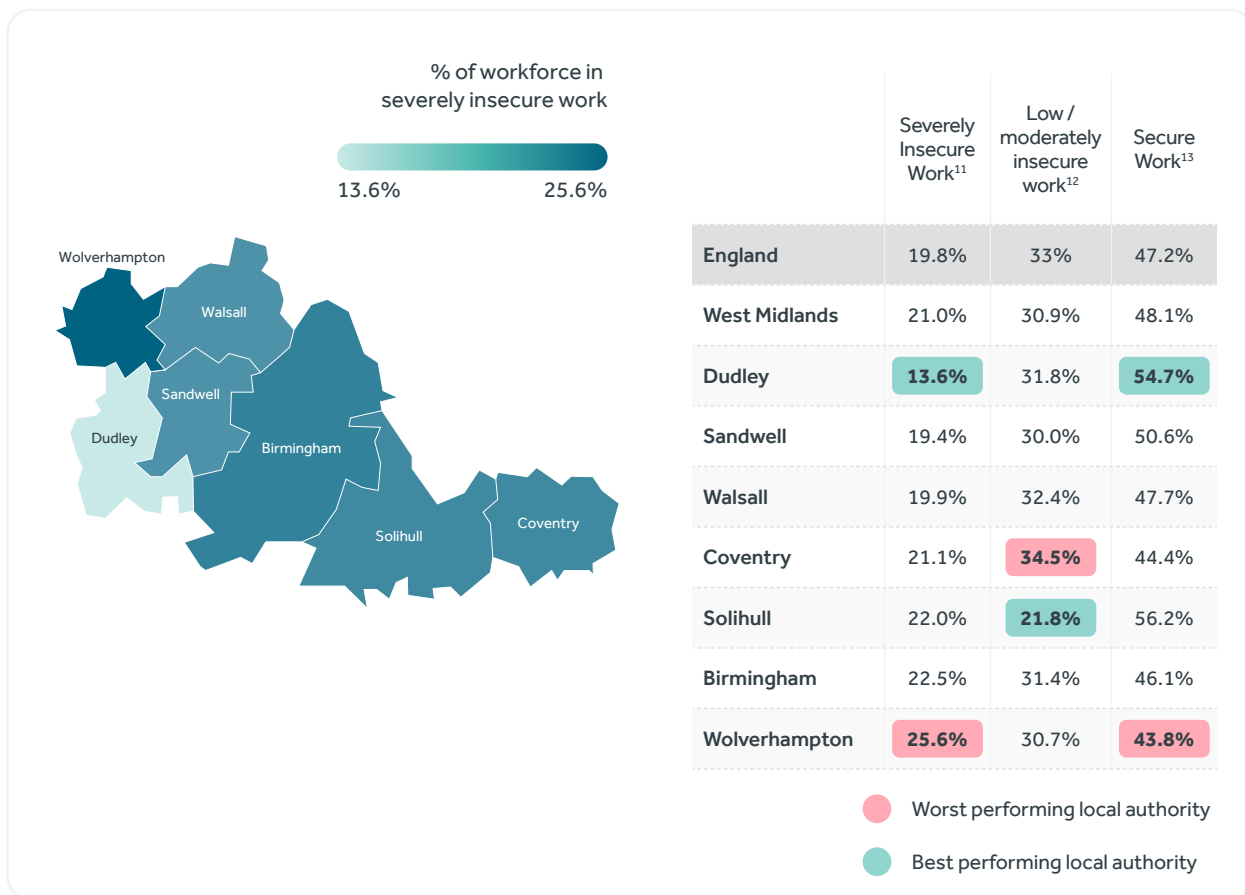 % of workforce in
severely insecure work
13.6% 25.6%
Wolverhampton
Walsall
Sandwell
Dudley
Birmingham
Solihull
Coventry
Severely
Insecure
Work11
Low /
moderately
insecure
work12
Secure
Work13
England 19.8% 33% 47.2%
West Midlands 21.0% 30.9% 48.1%
Dudley 13.6% 31.8% 54.7%
Sandwell 19.4% 30.0% 50.6%
Walsall 19.9% 32.4% 47.7%
Coventry 21.1% 34.5% 44.4%
Solihull 22.0% 21.8% 56.2%
Birmingham 22.5% 31.4% 46.1%
Wolverhampton 25.6% 30.7% 43.8%
Worst performing local authority
Best performing local authority